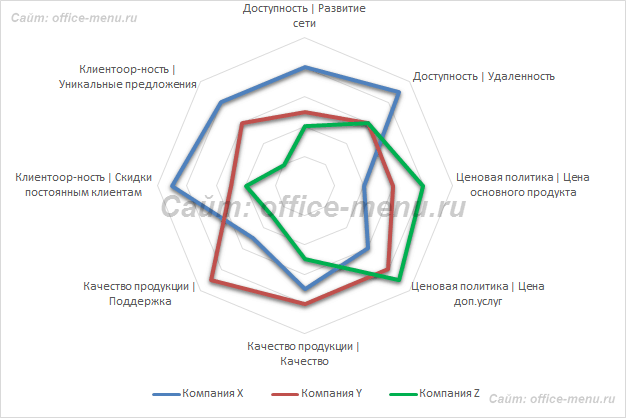 Сайт: office-menu.ru
Доступность | Развитие
сети
Клиентоор-ность |
Уникальные предложения
Доступность | Удаленность
Клиентоор-ность | Скидки
постоянным клиентам
Ценовая политика | Цена
основного продукта
Сайт: office-menu.ru
Качество продукции |
Поддержка
Ценовая политика | Цена
доп.услуг
Качество продукции |
Качество
Компания X
Компания Y
Компания Z
Сайт: office-menu.ru